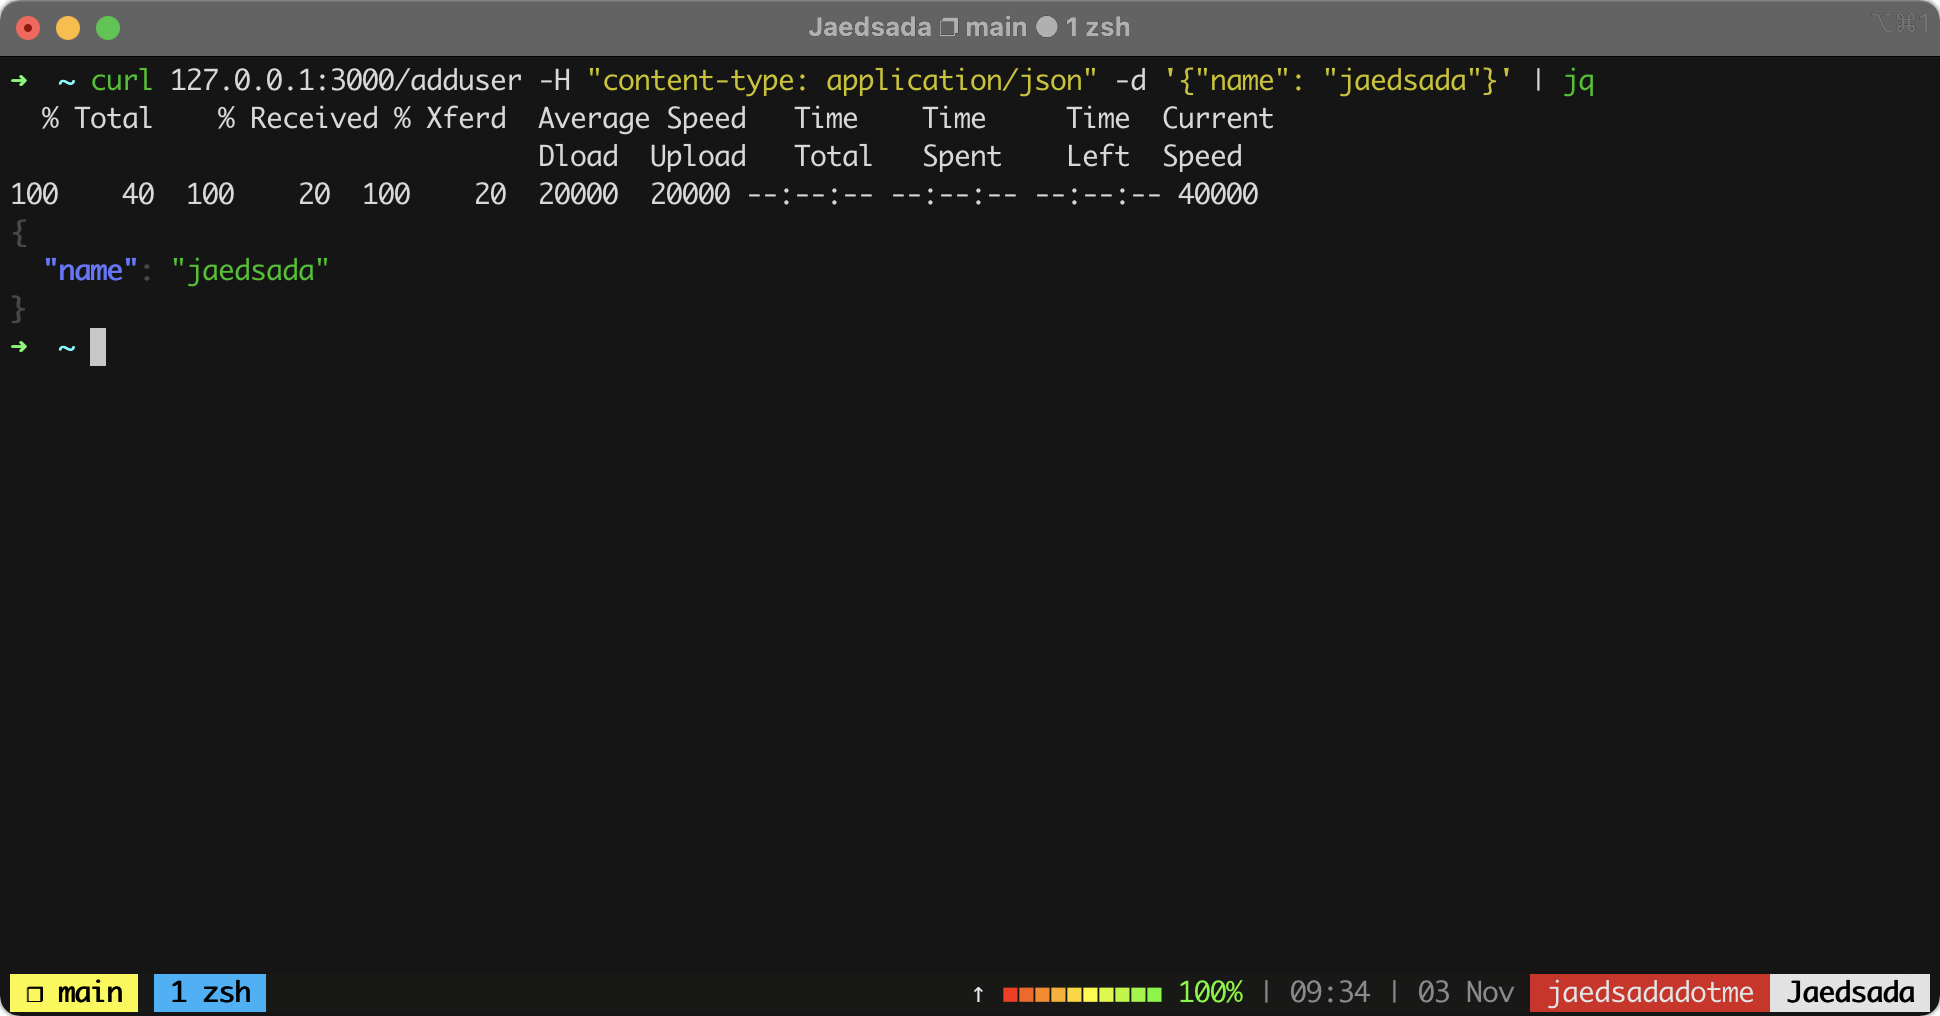 Jaedsada ❐ main ● 1 zsh ⌥⌘1
➜  ~ curl 127.0.0.1:3000/adduser -H "content-type: application/json" -d '{"name": "jaedsada"}' | jq
  % Total    % Received % Xferd  Average Speed   Time    Time     Time  Current
                                 Dload  Upload   Total   Spent    Left  Speed
100    40  100    20  100    20  20000  20000 --:--:-- --:--:-- --:--:-- 40000
{
  "name": "jaedsada"
}
➜  ~
❐ main 1 zsh ↑ 100% | 09:34 | 03 Nov jaedsadadotme Jaedsada